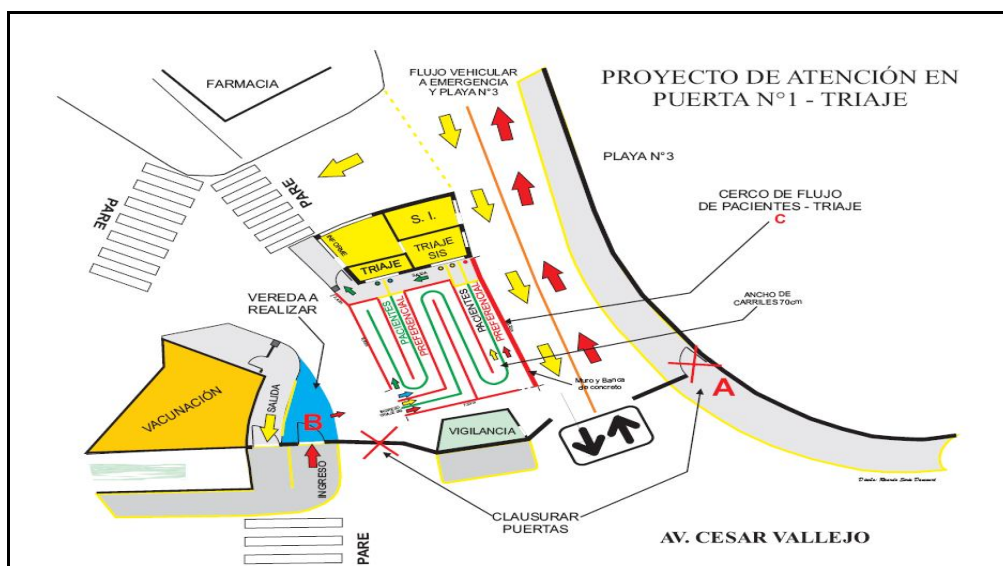 PROYECTO DE ATENCIÓN EN
PUERTA N°1 - TRIAJE
FARMACIA
FLUJO VEHICULAR
A EMERGENCIA
Y PLAYA N°3
PLAYA N°3
CERCO DE FLUJO
DE PACIENTES - TRIAJE
C
PARE
PARE
S. I.
INFORME
TRIAJE
SIS
TRIAJE
SALIDA
VEREDA A
REALIZAR
PACIENTES
PREFERENCIAL
PACIENTES
PREFERENCIAL
ANCHO DE
CARRILES 70cm
Muro y Banca
de concreto
A
VACUNACIÓN
SALIDA
B
INGRESO
VIGILANCIA
CLAUSURAR
PUERTAS
PARE
AV. CESAR VALLEJO